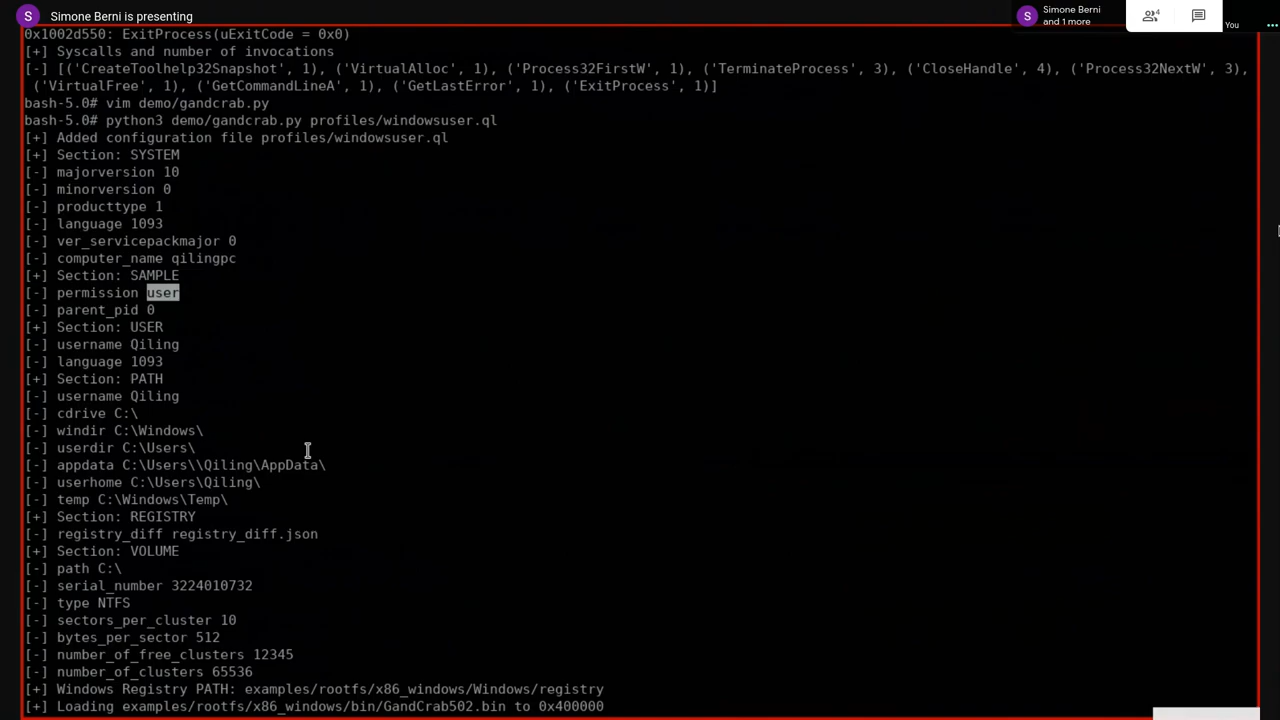 S Simone Berni is presenting
S Simone Berni
and 1 more
4
You
0x1002d550: ExitProcess(uExitCode = 0x0)
[+] Syscalls and number of invocations
[-] [('CreateToolhelp32Snapshot', 1), ('VirtualAlloc', 1), ('Process32FirstW', 1), ('TerminateProcess', 3), ('CloseHandle', 4), ('Process32NextW', 3),
('VirtualFree', 1), ('GetCommandLineA', 1), ('GetLastError', 1), ('ExitProcess', 1)]
bash-5.0# vim demo/gandcrab.py
bash-5.0# python3 demo/gandcrab.py profiles/windowsuser.ql
[+] Added configuration file profiles/windowsuser.ql
[+] Section: SYSTEM
[-] majorversion 10
[-] minorversion 0
[-] producttype 1
[-] language 1093
[-] ver_servicepackmajor 0
[-] computer_name qilingpc
[+] Section: SAMPLE
[-] permission user
[-] parent_pid 0
[+] Section: USER
[-] username Qiling
[-] language 1093
[+] Section: PATH
[-] username Qiling
[-] cdrive C:\
[-] windir C:\Windows\
[-] userdir C:\Users\
[-] appdata C:\Users\\Qiling\AppData\
[-] userhome C:\Users\Qiling\
[-] temp C:\Windows\Temp\
[+] Section: REGISTRY
[-] registry_diff registry_diff.json
[+] Section: VOLUME
[-] path C:\
[-] serial_number 3224010732
[-] type NTFS
[-] sectors_per_cluster 10
[-] bytes_per_sector 512
[-] number_of_free_clusters 12345
[-] number_of_clusters 65536
[+] Windows Registry PATH: examples/rootfs/x86_windows/Windows/registry
[+] Loading examples/rootfs/x86_windows/bin/GandCrab502.bin to 0x400000